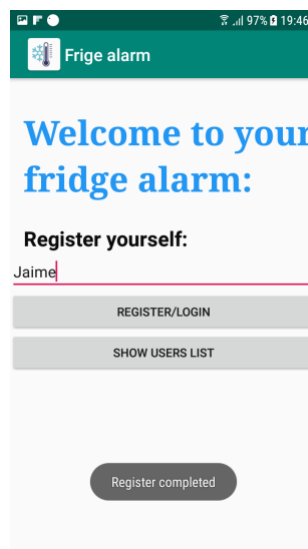 97% 19:46
Frige alarm
Welcome to your
fridge alarm:
Register yourself:
Jaime
REGISTER/LOGIN
SHOW USERS LIST
Register completed